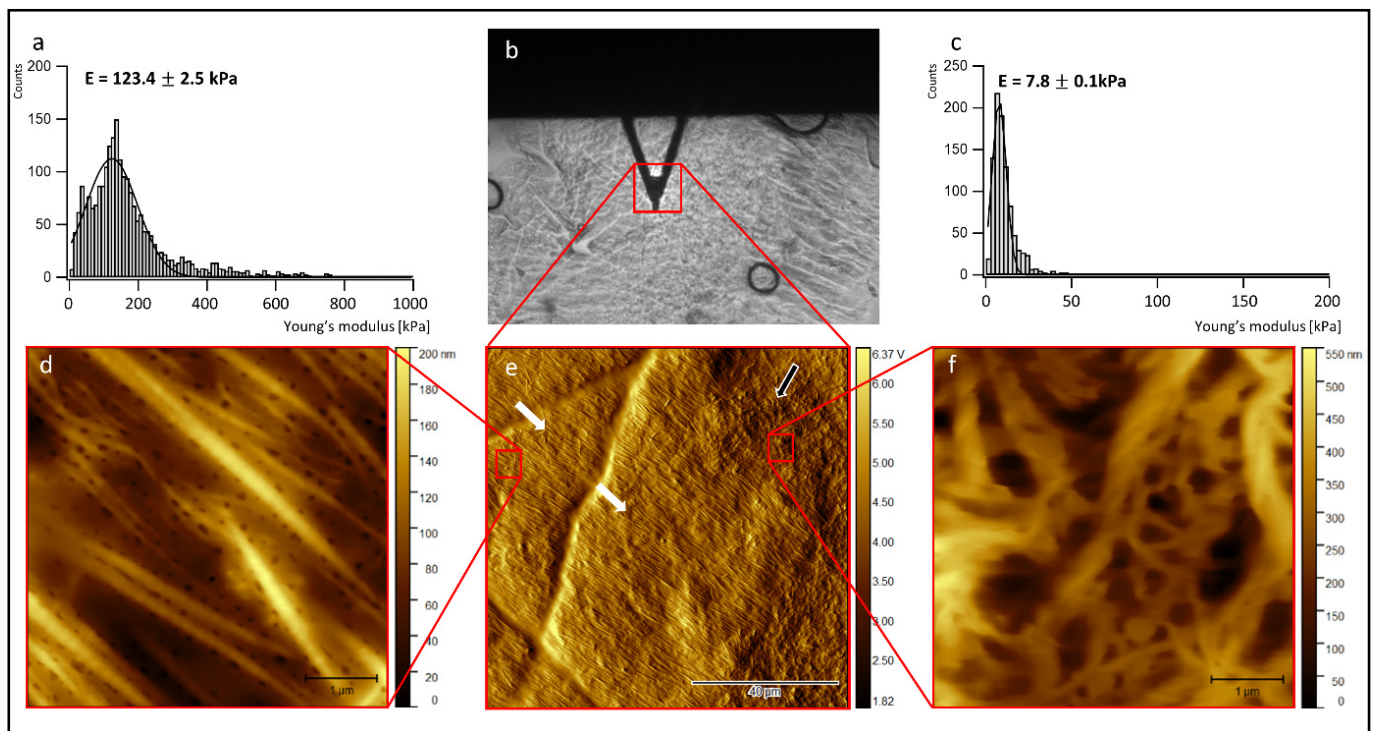 a
E = 123.4 ± 2.5 kPa
Counts
200
150
100
50
0
0 200 400 600 800 1000
Young's modulus [kPa]
b
c
E = 7.8 ± 0.1kPa
Counts
250
200
150
100
50
0
0 50 100 150 200
Young's modulus [kPa]
d
1 µm
200 nm
180
160
140
120
100
80
60
40
20
0
e
40 µm
6.37 V
6.00
5.50
5.00
4.50
4.00
3.50
3.00
2.50
1.82
f
1 µm
550 nm
500
450
400
350
300
250
200
150
100
50
0